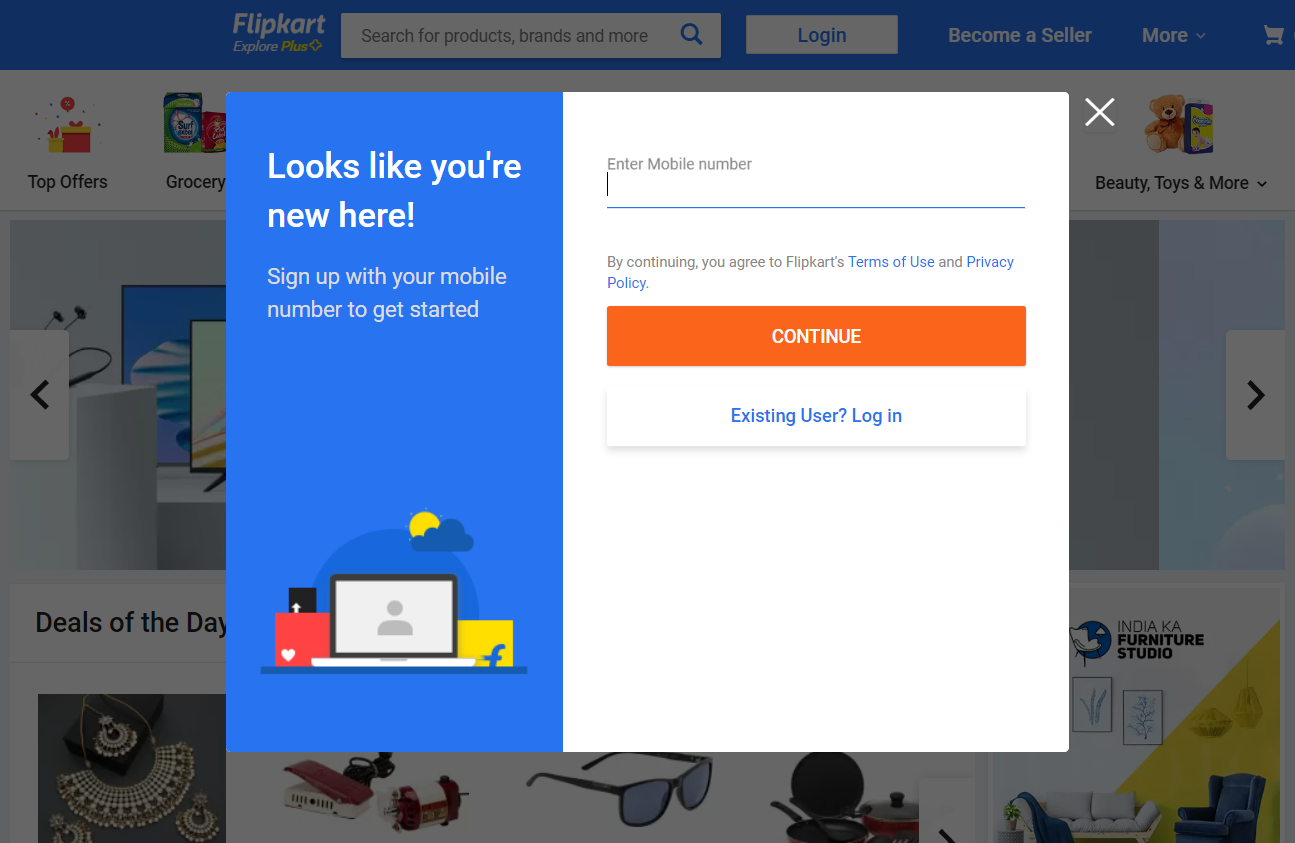 Flipkart
Explore Plus
Search for products, brands and more
Login
Become a Seller
More
Top Offers
Grocery
Beauty, Toys & More
Looks like you're
new here!
Sign up with your mobile
number to get started
Enter Mobile number
By continuing, you agree to Flipkart's Terms of Use and Privacy
Policy.
CONTINUE
Existing User? Log in
Deals of the Day
INDIA KA
FURNITURE
STUDIO
Surf
excel